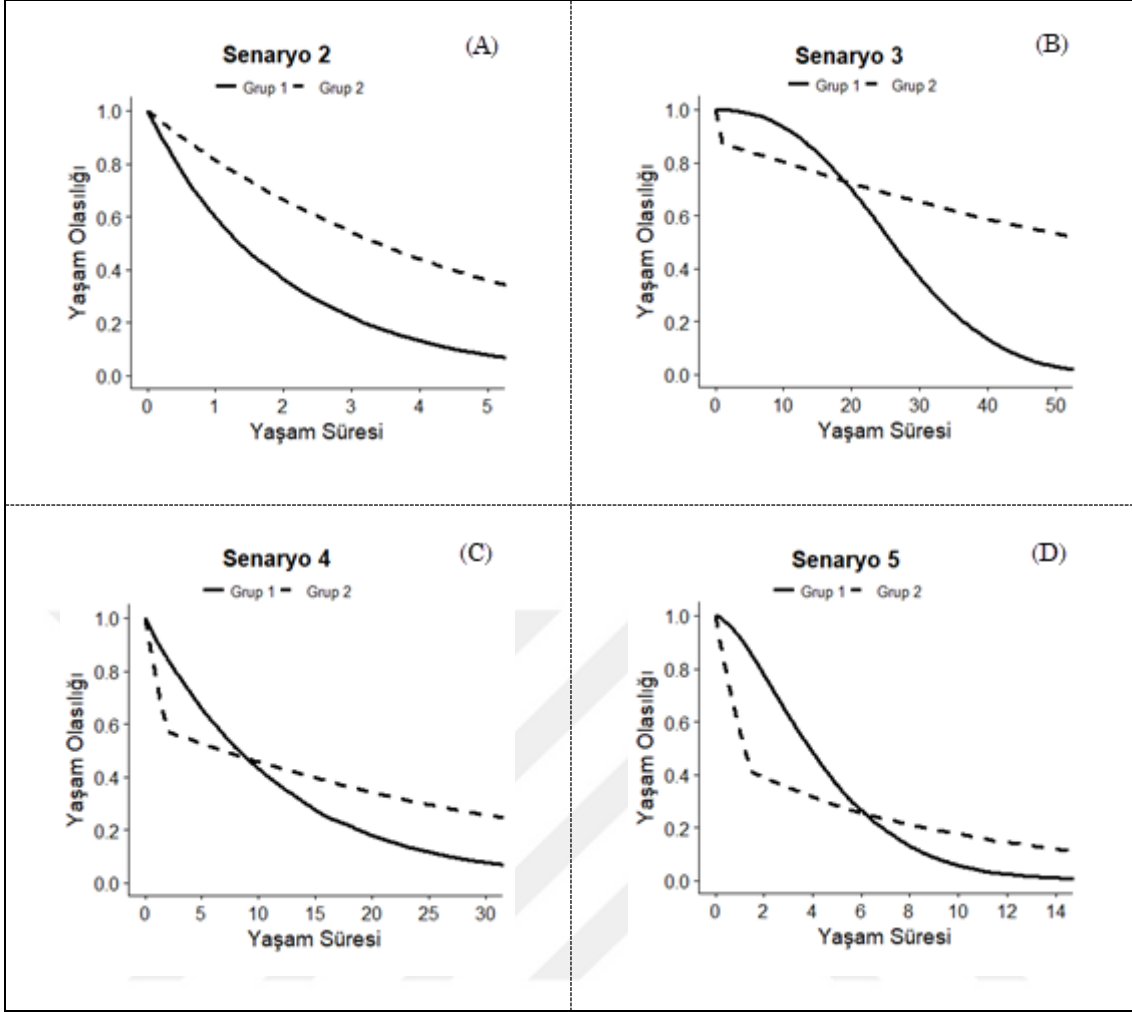 Senaryo 2
(A)
Grup 1 Grup 2
Yaşam Olasılığı
1.0
0.8
0.6
0.4
0.2
0.0
0 1 2 3 4 5
Yaşam Süresi
Senaryo 3
(B)
Grup 1 Grup 2
Yaşam Olasılığı
1.0
0.8
0.6
0.4
0.2
0.0
0 10 20 30 40 50
Yaşam Süresi
Senaryo 4
(C)
Grup 1 Grup 2
Yaşam Olasılığı
1.0
0.8
0.6
0.4
0.2
0.0
0 5 10 15 20 25 30
Yaşam Süresi
Senaryo 5
(D)
Grup 1 Grup 2
Yaşam Olasılığı
1.0
0.8
0.6
0.4
0.2
0.0
0 2 4 6 8 10 12 14
Yaşam Süresi